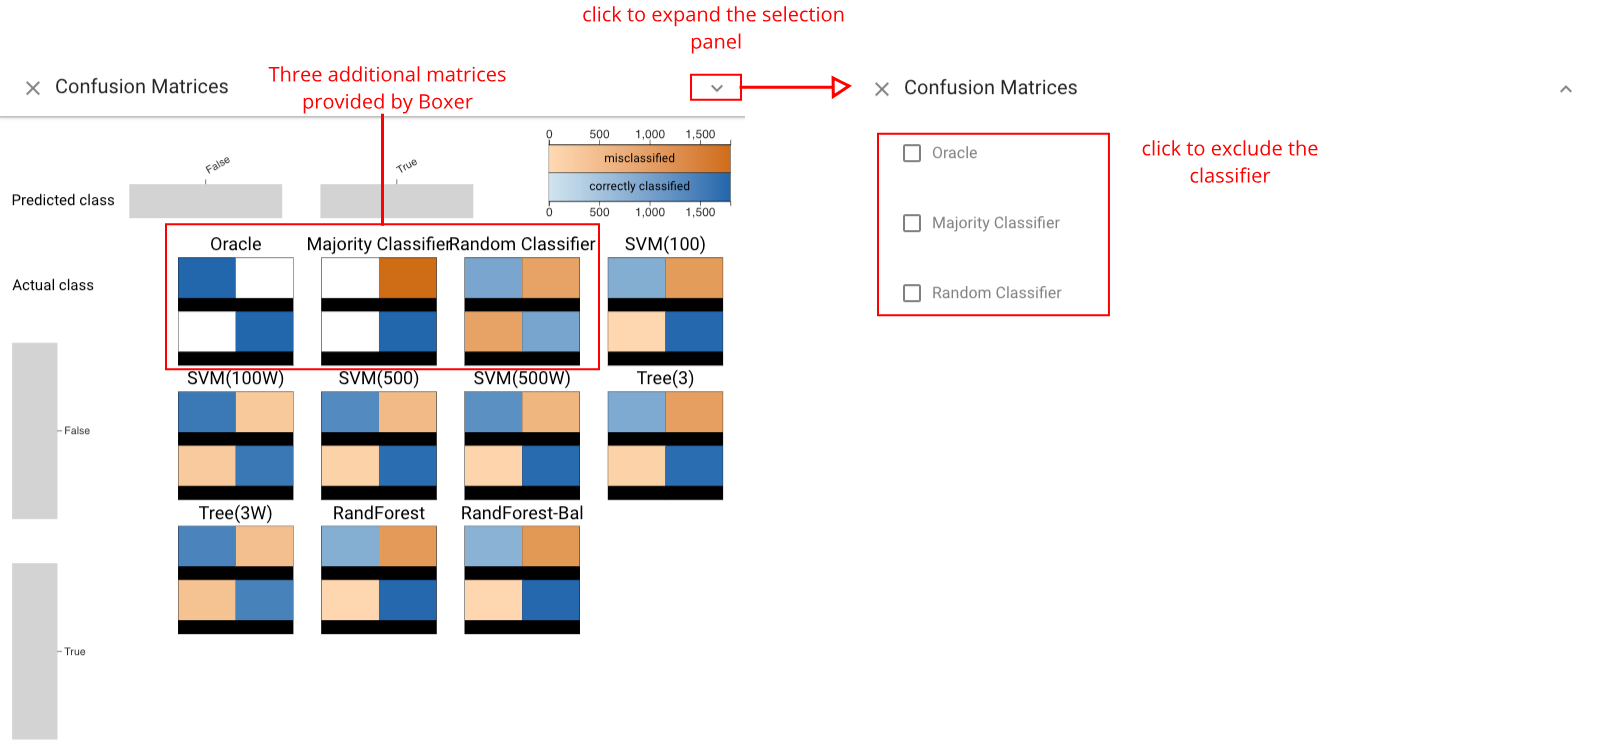 click to expand the selection
panel
Confusion Matrices
Three additional matrices
provided by Boxer
Confusion Matrices
0 500 1,000 1,500
misclassified
correctly classified
0 500 1,000 1,500
False
True
Predicted class
Oracle
Majority Classifier
Random Classifier
click to exclude the
classifier
Oracle
Majority Classifier
Random Classifier
SVM(100)
Actual class
SVM(100W)
SVM(500)
SVM(500W)
Tree(3)
False
Tree(3W)
RandForest
RandForest-Bal
True